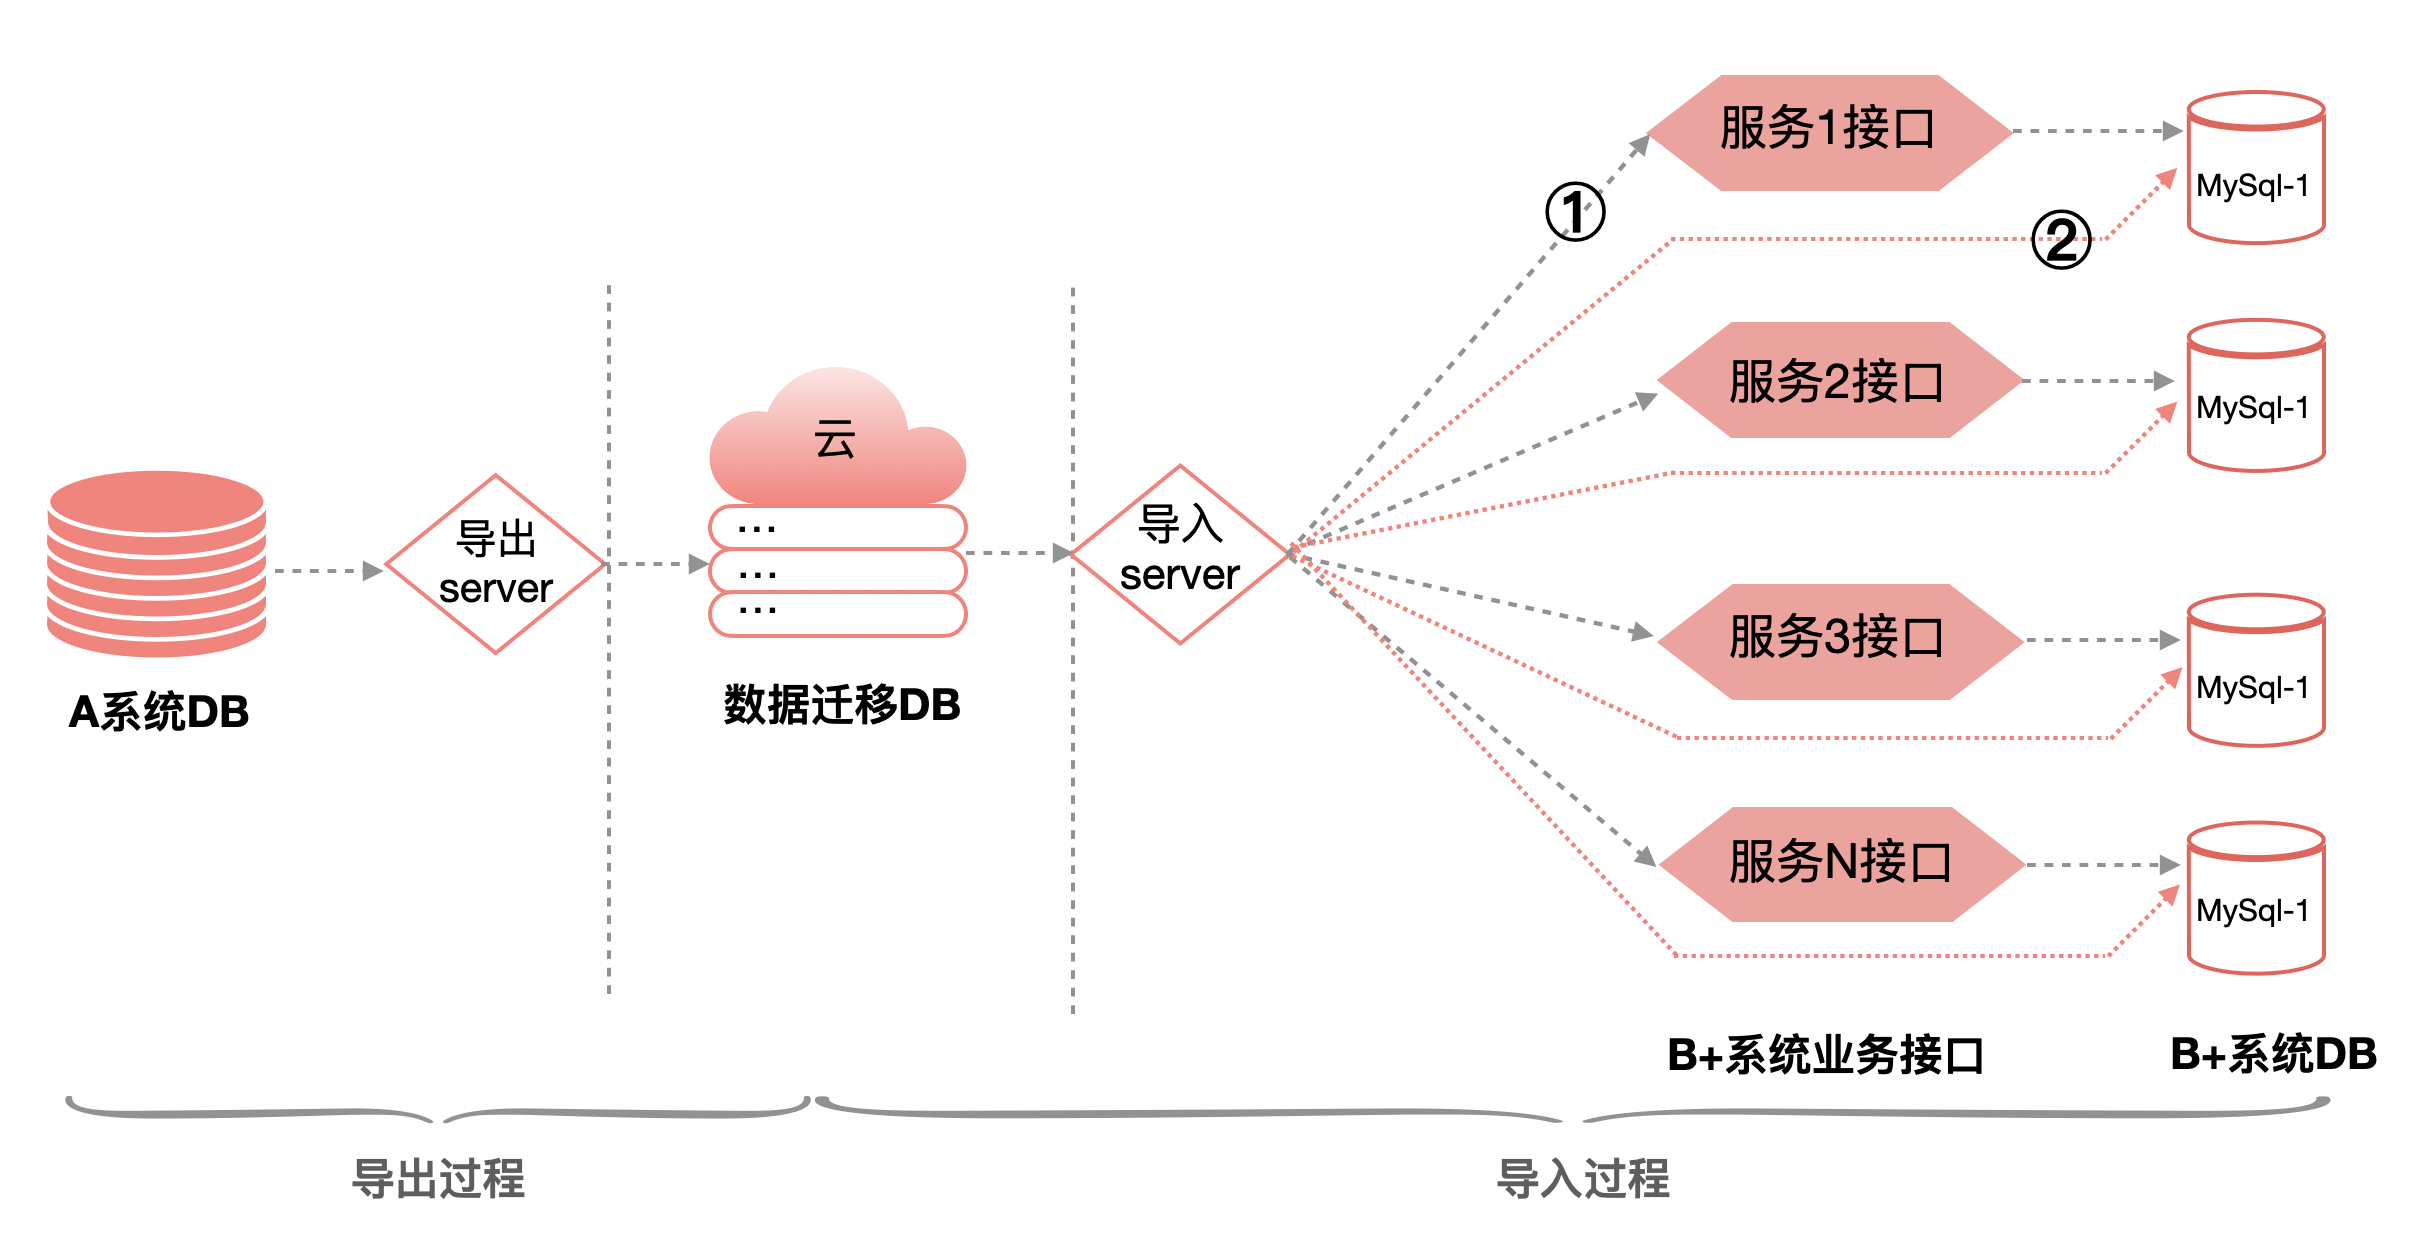 服务1接口
MySql-1
①
②
服务2接口
MySql-1
云
...
...
...
导出
server
导入
server
A系统DB
数据迁移DB
服务3接口
MySql-1
服务N接口
MySql-1
B+系统业务接口
B+系统DB
导出过程
导入过程